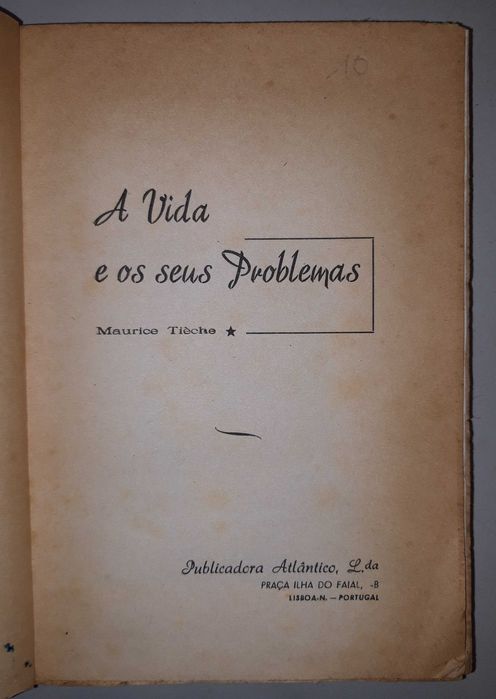 -10
A Vida
e os seus Problemas
Maurice Tièche ★
Publicadora Atlântico, L.da
PRAÇA ILHA DO FAIAL, -B
LISBOA-N. — PORTUGAL